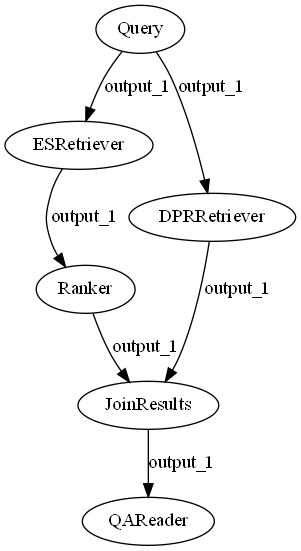 Query
output_1
output_1
ESRetriever
DPRRetriever
output_1
Ranker
output_1
output_1
JoinResults
output_1
QAReader